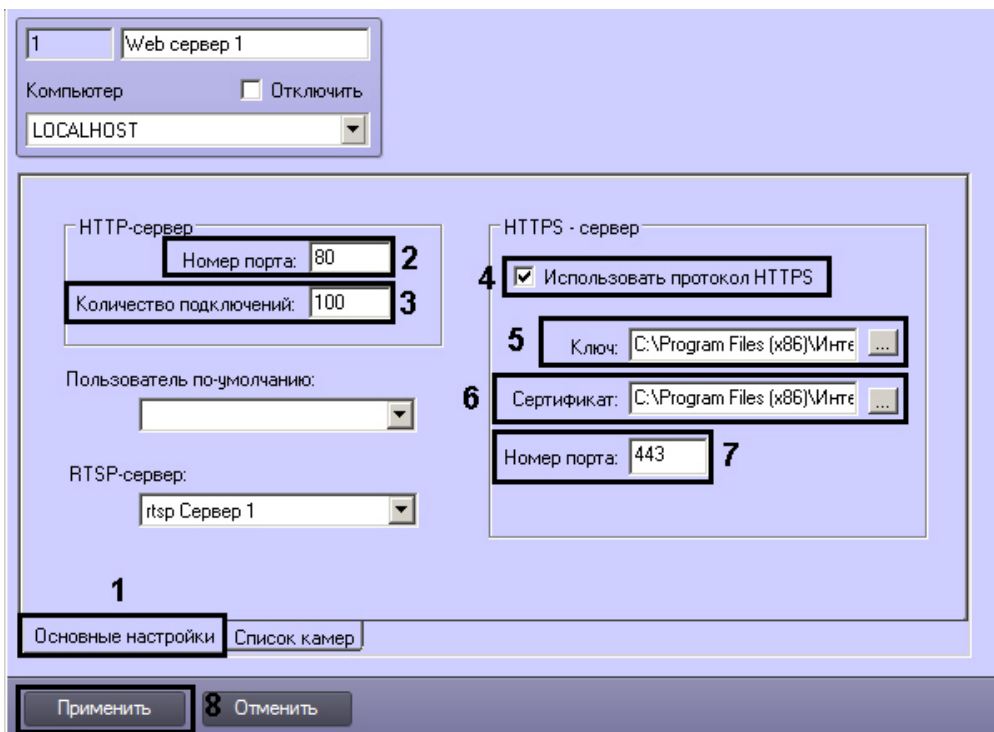 1 Web сервер 1
Компьютер Отключить
LOCALHOST
HTTP-сервер
Номер порта: 80 2
Количество подключений: 100 3
Пользователь по-умолчанию:
RTSP-сервер:
rtsp Сервер 1
HTTPS - сервер
4 Использовать протокол HTTPS
5 Ключ: C:\Program Files (x86)\Инте ...
6 Сертификат: C:\Program Files (x86)\Инте ...
Номер порта: 443 7
1
Основные настройки Список камер
Применить 8 Отменить